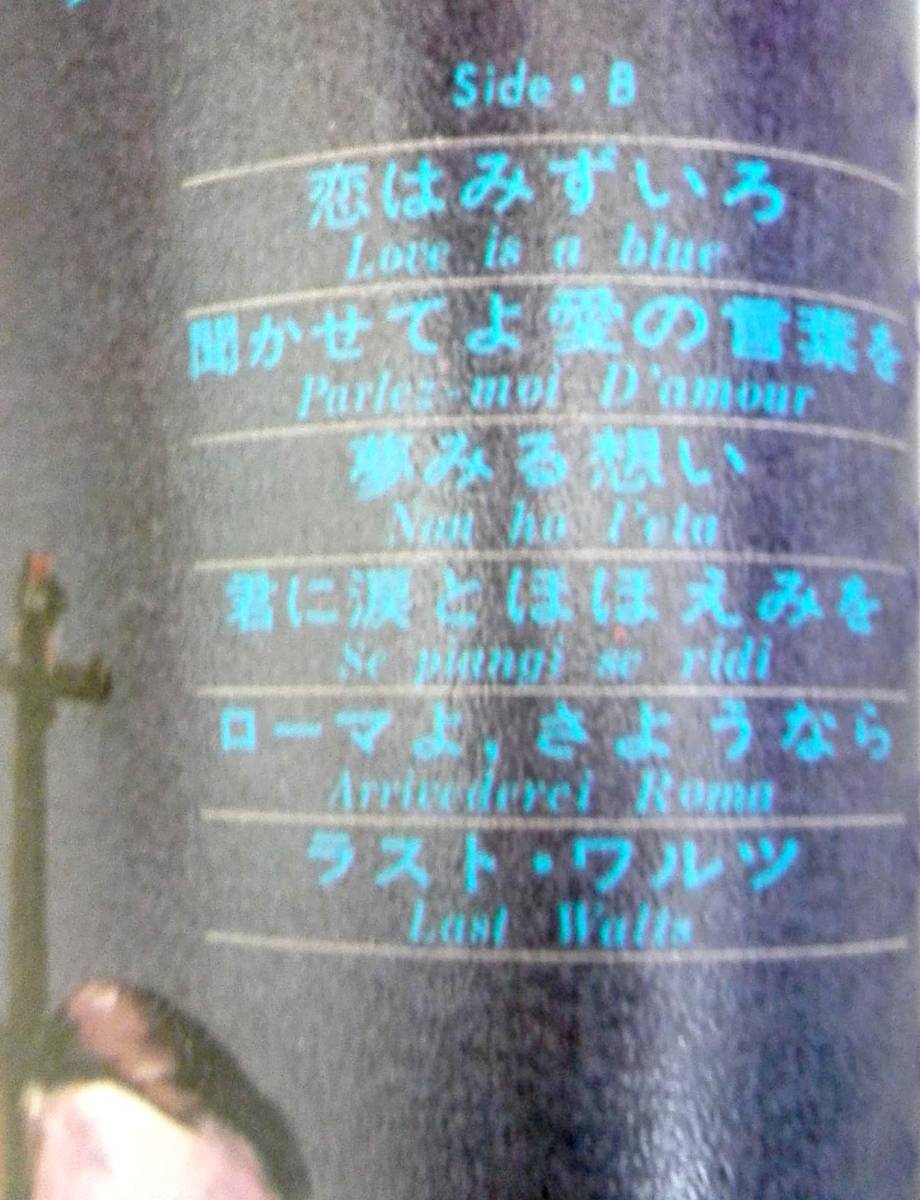 Side・B
恋はみずいろ
Love is a blue
聞かせてよ愛の言葉を
Parlez-moi D'amour
夢みる想い
Non ho l'eta
君に涙とほほえみを
Se piangi se ridi
ローマよ,さようなら
Arrivederci Roma
ラスト・ワルツ
Last Walts